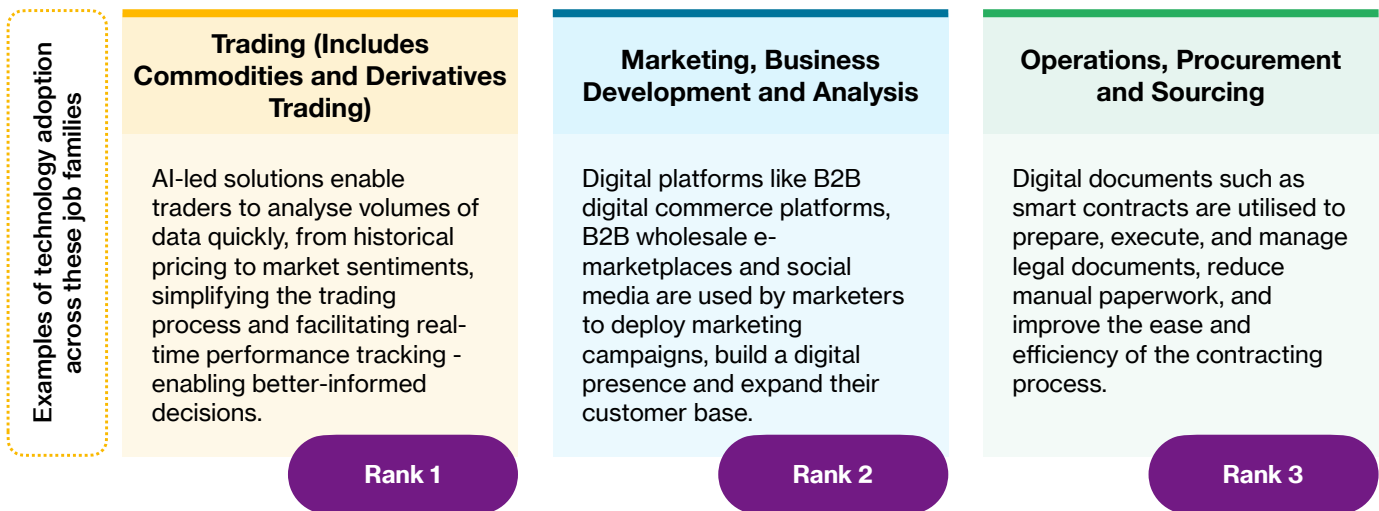 Examples of technology adoption
across these job families
Trading (Includes
Commodities and Derivatives
Trading)
AI-led solutions enable
traders to analyse volumes of
data quickly, from historical
pricing to market sentiments,
simplifying the trading
process and facilitating real-
time performance tracking -
enabling better-informed
decisions.
Rank 1
Marketing, Business
Development and Analysis
Digital platforms like B2B
digital commerce platforms,
B2B wholesale e-
marketplaces and social
media are used by marketers
to deploy marketing
campaigns, build a digital
presence and expand their
customer base.
Rank 2
Operations, Procurement
and Sourcing
Digital documents such as
smart contracts are utilised to
prepare, execute, and manage
legal documents, reduce
manual paperwork, and
improve the ease and
efficiency of the contracting
process.
Rank 3